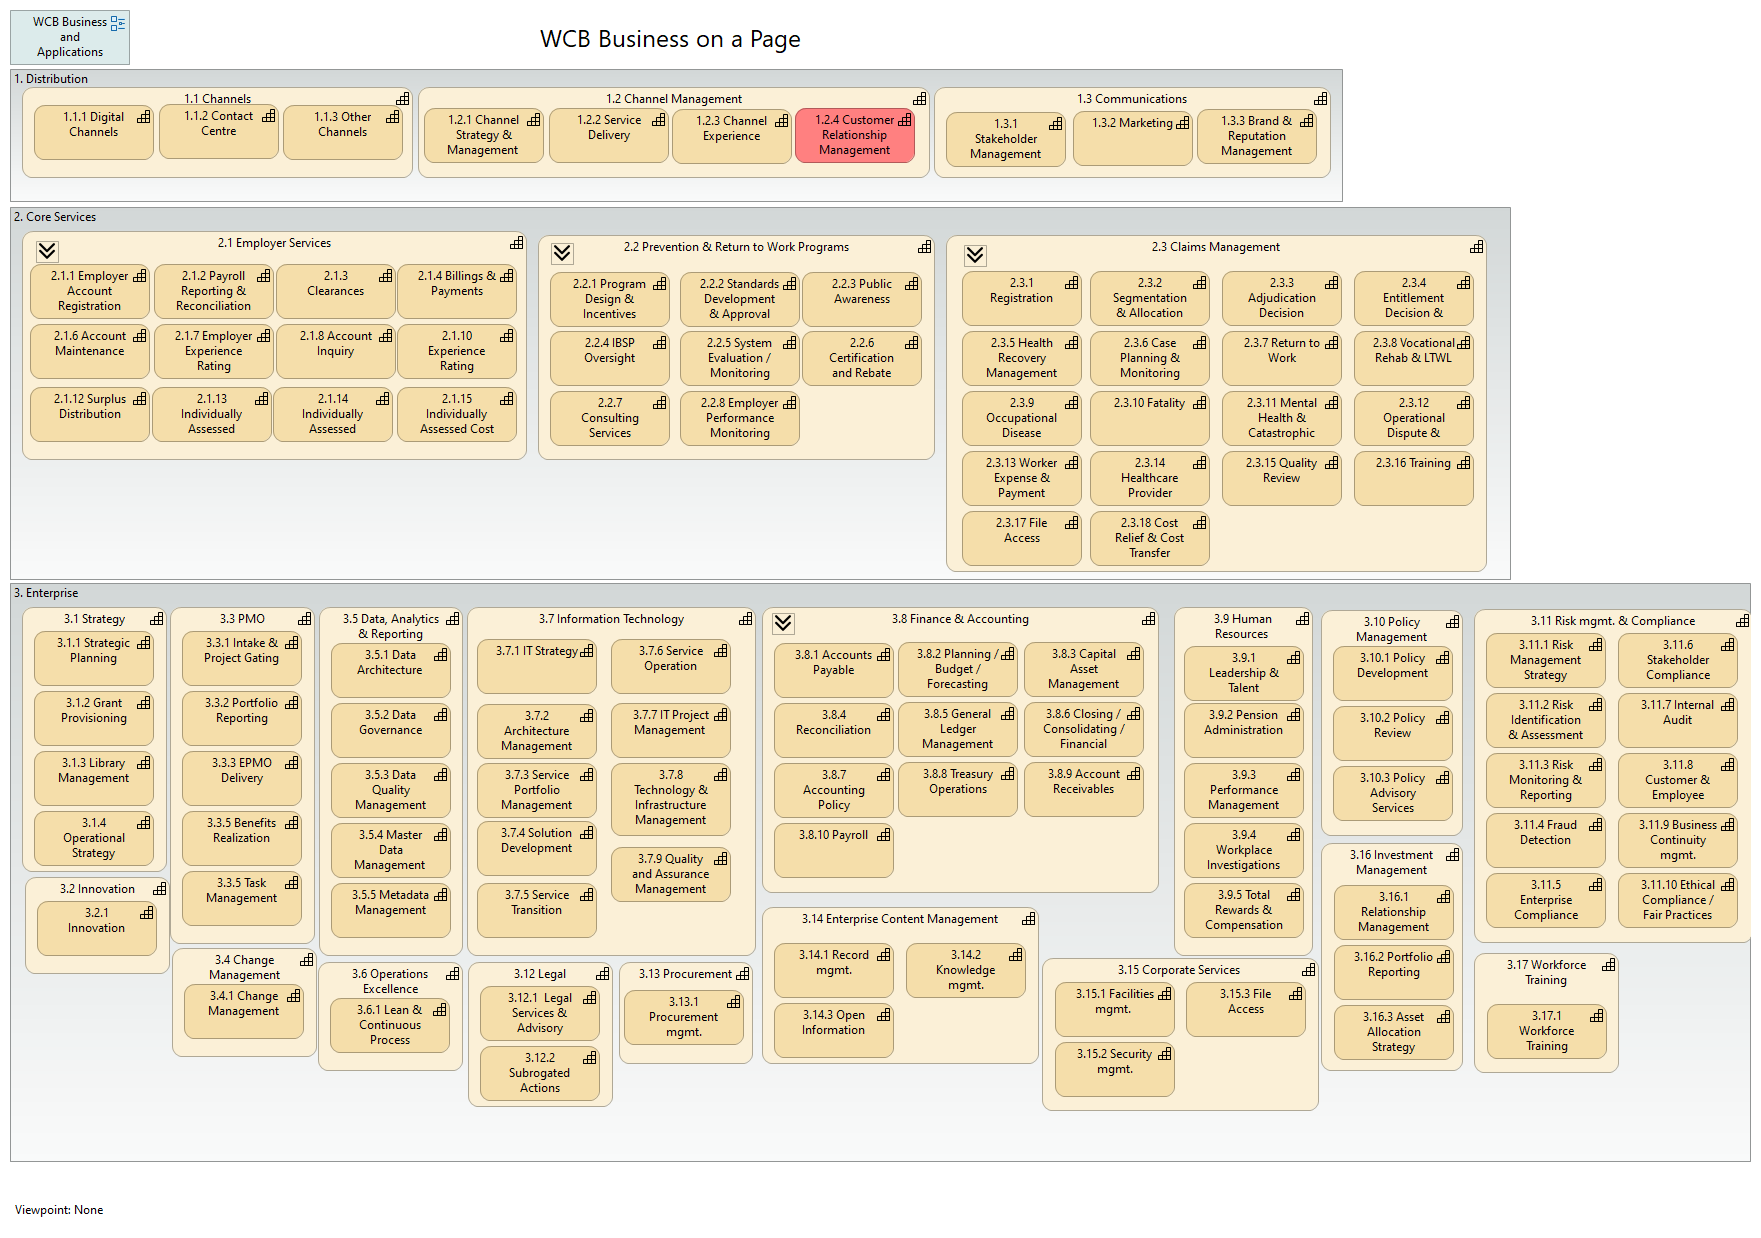 WCB Business
and
Applications
WCB Business on a Page
1. Distribution
1.1 Channels
1.1.1 Digital
Channels
1.1.2 Contact
Centre
1.1.3 Other
Channels
1.2 Channel Management
1.2.1 Channel
Strategy &
Management
1.2.2 Service
Delivery
1.2.3 Channel
Experience
1.2.4 Customer
Relationship
Management
1.3 Communications
1.3.1
Stakeholder
Management
1.3.2 Marketing
1.3.3 Brand &
Reputation
Management
2. Core Services
2.1 Employer Services
2.1.1 Employer
Account
Registration
2.1.2 Payroll
Reporting &
Reconciliation
2.1.3
Clearances
2.1.4 Billings &
Payments
2.1.6 Account
Maintenance
2.1.7 Employer
Experience
Rating
2.1.8 Account
Inquiry
2.1.10
Experience
Rating
2.1.12 Surplus
Distribution
2.1.13
Individually
Assessed
2.1.14
Individually
Assessed
2.1.15
Individually
Assessed Cost
2.2 Prevention & Return to Work Programs
2.2.1 Program
Design &
Incentives
2.2.2 Standards
Development
& Approval
2.2.3 Public
Awareness
2.2.4 IBSP
Oversight
2.2.5 System
Evaluation /
Monitoring
2.2.6
Certification
and Rebate
2.2.7
Consulting
Services
2.2.8 Employer
Performance
Monitoring
2.3 Claims Management
2.3.1
Registration
2.3.2
Segmentation
& Allocation
2.3.3
Adjudication
Decision
2.3.4
Entitlement
Decision &
2.3.5 Health
Recovery
Management
2.3.6 Case
Planning &
Monitoring
2.3.7 Return to
Work
2.3.8 Vocational
Rehab & LTWL
2.3.9
Occupational
Disease
2.3.10 Fatality
2.3.11 Mental
Health &
Catastrophic
2.3.12
Operational
Dispute &
2.3.13 Worker
Expense &
Payment
2.3.14
Healthcare
Provider
2.3.15 Quality
Review
2.3.16 Training
2.3.17 File
Access
2.3.18 Cost
Relief & Cost
Transfer
3. Enterprise
3.1 Strategy
3.1.1 Strategic
Planning
3.1.2 Grant
Provisioning
3.1.3 Library
Management
3.1.4
Operational
Strategy
3.2 Innovation
3.2.1
Innovation
3.3 PMO
3.3.1 Intake &
Project Gating
3.3.2 Portfolio
Reporting
3.3.3 EPMO
Delivery
3.3.5 Benefits
Realization
3.3.5 Task
Management
3.4 Change
Management
3.4.1 Change
Management
3.5 Data, Analytics
& Reporting
3.5.1 Data
Architecture
3.5.2 Data
Governance
3.5.3 Data
Quality
Management
3.5.4 Master
Data
Management
3.5.5 Metadata
Management
3.6 Operations
Excellence
3.6.1 Lean &
Continuous
Process
3.7 Information Technology
3.7.1 IT Strategy
3.7.6 Service
Operation
3.7.2
Architecture
Management
3.7.7 IT Project
Management
3.7.3 Service
Portfolio
Management
3.7.8
Technology &
Infrastructure
Management
3.7.4 Solution
Development
3.7.9 Quality
and Assurance
Management
3.7.5 Service
Transition
3.12 Legal
3.12.1 Legal
Services &
Advisory
3.12.2
Subrogated
Actions
3.13 Procurement
3.13.1
Procurement
mgmt.
3.8 Finance & Accounting
3.8.1 Accounts
Payable
3.8.2 Planning /
Budget /
Forecasting
3.8.3 Capital
Asset
Management
3.8.4
Reconciliation
3.8.5 General
Ledger
Management
3.8.6 Closing /
Consolidating /
Financial
3.8.7
Accounting
Policy
3.8.8 Treasury
Operations
3.8.9 Account
Receivables
3.8.10 Payroll
3.14 Enterprise Content Management
3.14.1 Record
mgmt.
3.14.2
Knowledge
mgmt.
3.14.3 Open
Information
3.9 Human
Resources
3.9.1
Leadership &
Talent
3.9.2 Pension
Administration
3.9.3
Performance
Management
3.9.4
Workplace
Investigations
3.9.5 Total
Rewards &
Compensation
3.15 Corporate Services
3.15.1 Facilities
mgmt.
3.15.3 File
Access
3.15.2 Security
mgmt.
3.10 Policy
Management
3.10.1 Policy
Development
3.10.2 Policy
Review
3.10.3 Policy
Advisory
Services
3.16 Investment
Management
3.16.1
Relationship
Management
3.16.2 Portfolio
Reporting
3.16.3 Asset
Allocation
Strategy
3.11 Risk mgmt. & Compliance
3.11.1 Risk
Management
Strategy
3.11.6
Stakeholder
Compliance
3.11.2 Risk
Identification
& Assessment
3.11.7 Internal
Audit
3.11.3 Risk
Monitoring &
Reporting
3.11.8
Customer &
Employee
3.11.4 Fraud
Detection
3.11.9 Business
Continuity
mgmt.
3.11.5
Enterprise
Compliance
3.11.10 Ethical
Compliance /
Fair Practices
3.17 Workforce
Training
3.17.1
Workforce
Training
Viewpoint: None